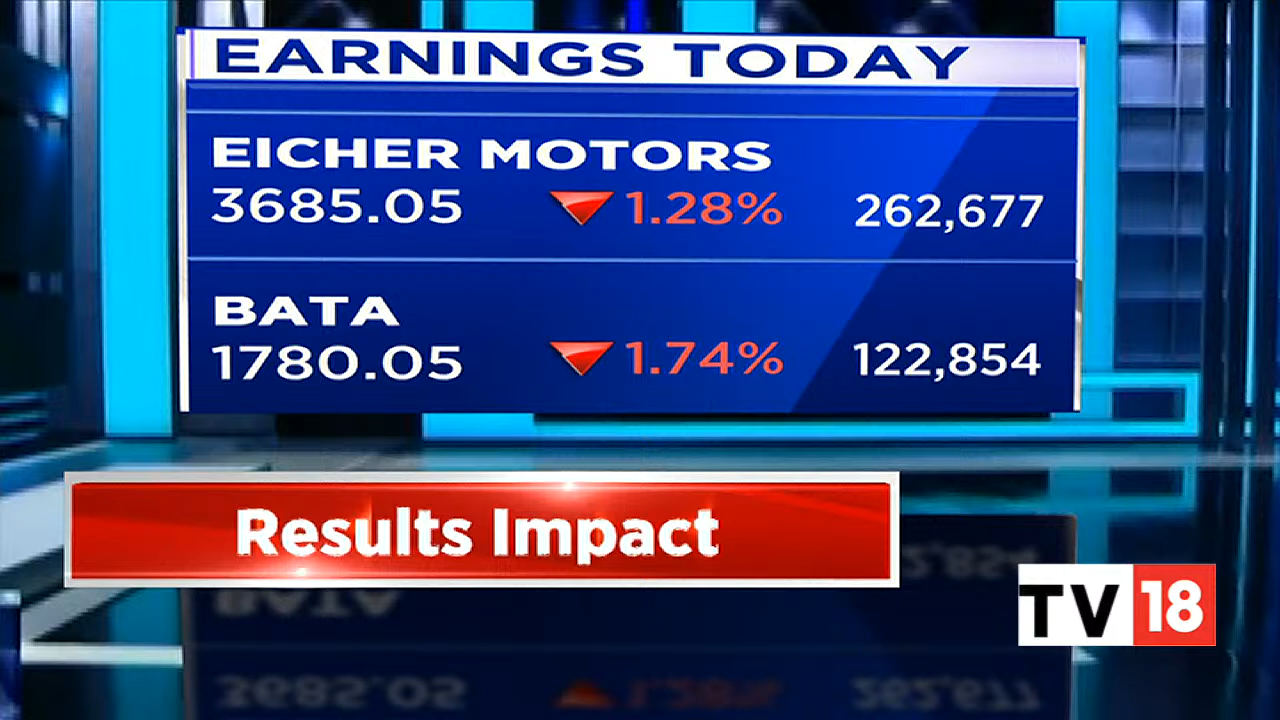 EARNINGS TODAY
EICHER MOTORS
3685.05 ▼ 1.28% 262,677
BATA
1780.05 ▼ 1.74% 122,854
Results Impact
TV18